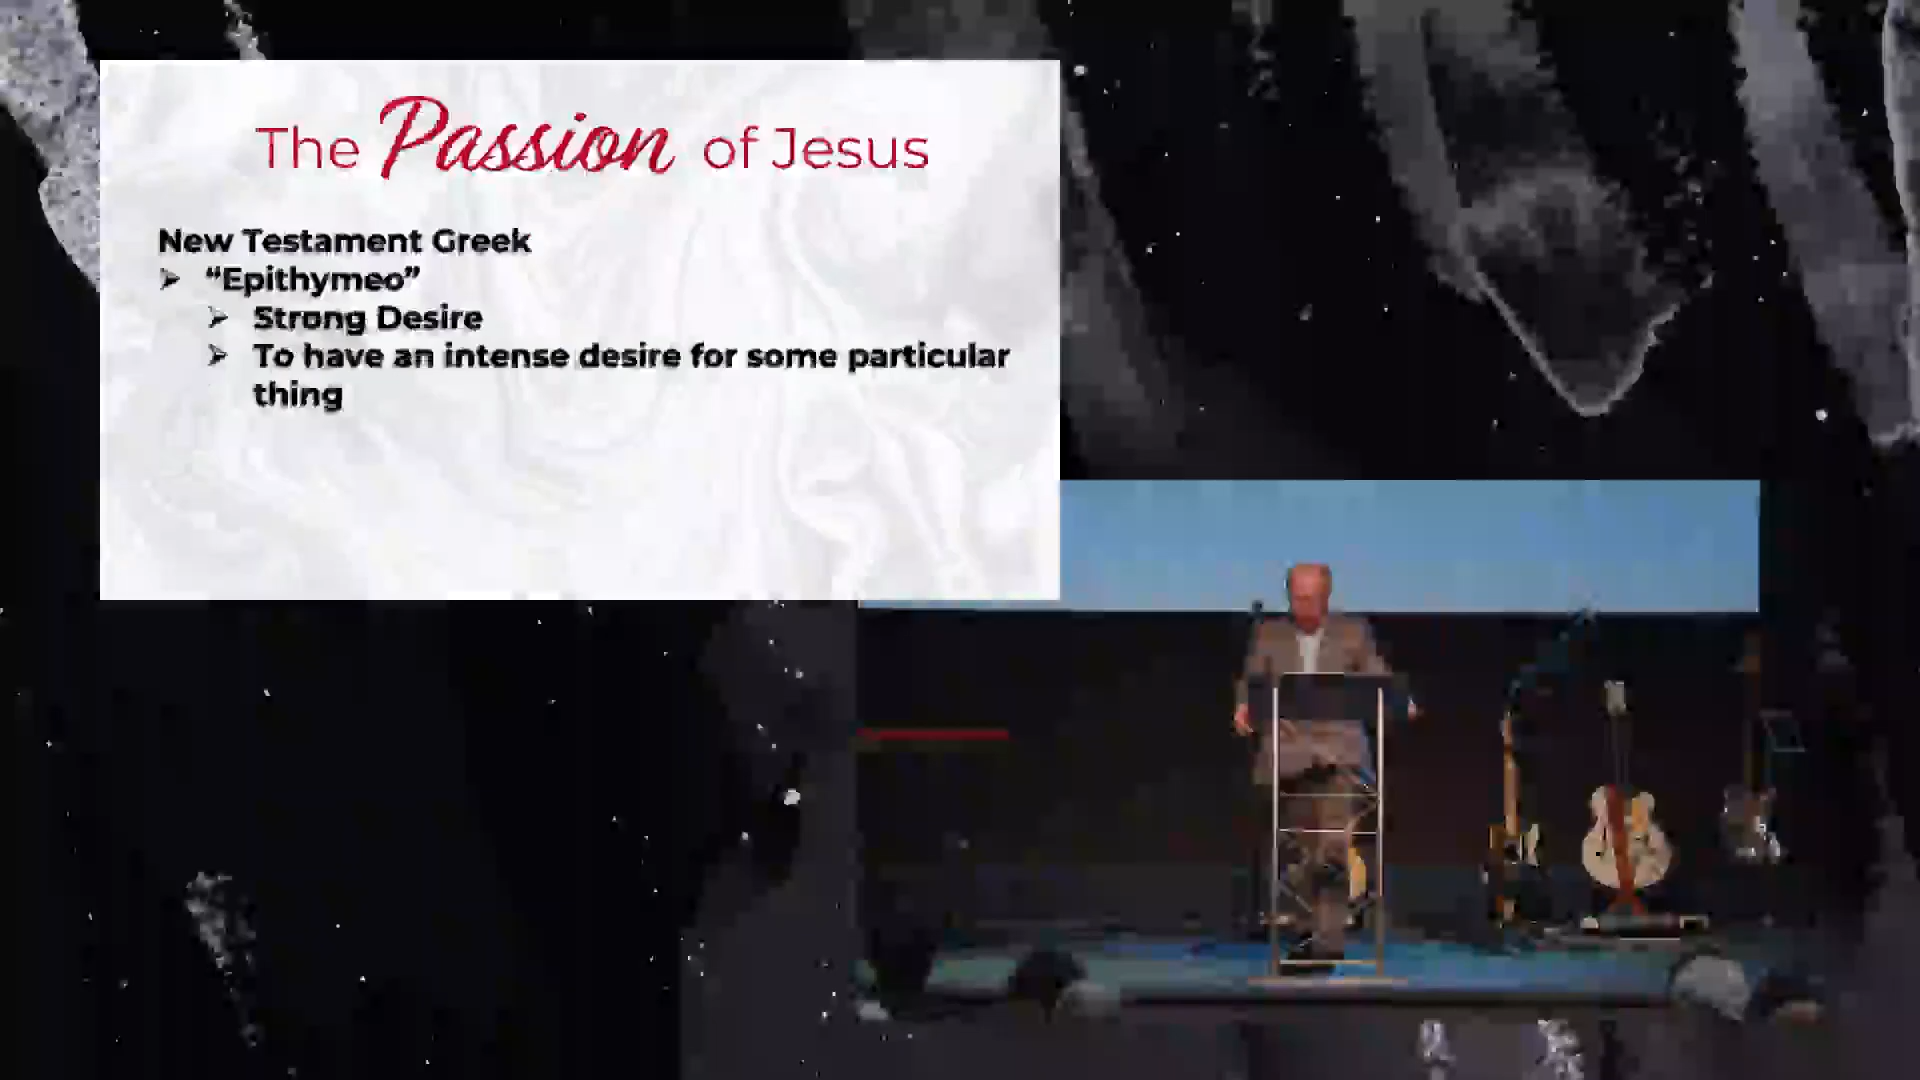 The Passion of Jesus
New Testament Greek
➢ “Epithymeo”
➢ Strong Desire
➢ To have an intense desire for some particular
thing